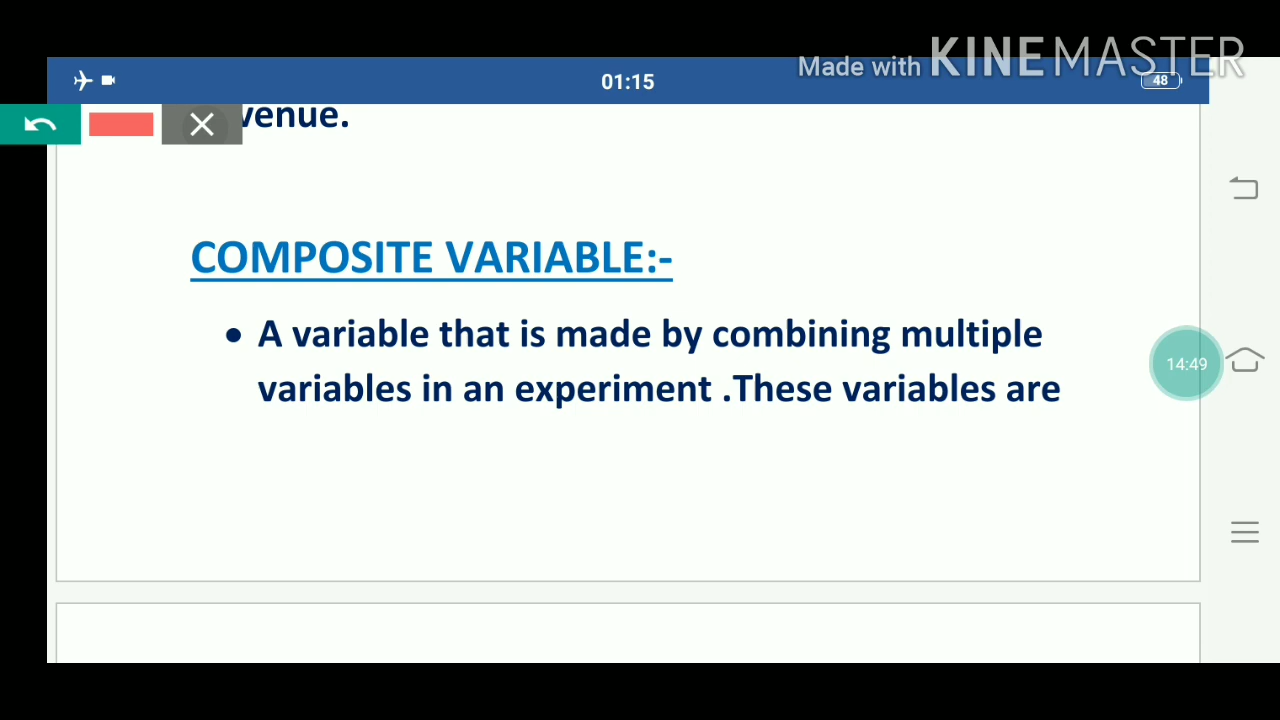 Made with KINEMASTER
01:15
48
venue.
COMPOSITE VARIABLE:-
• A variable that is made by combining multiple
variables in an experiment .These variables are
14:49